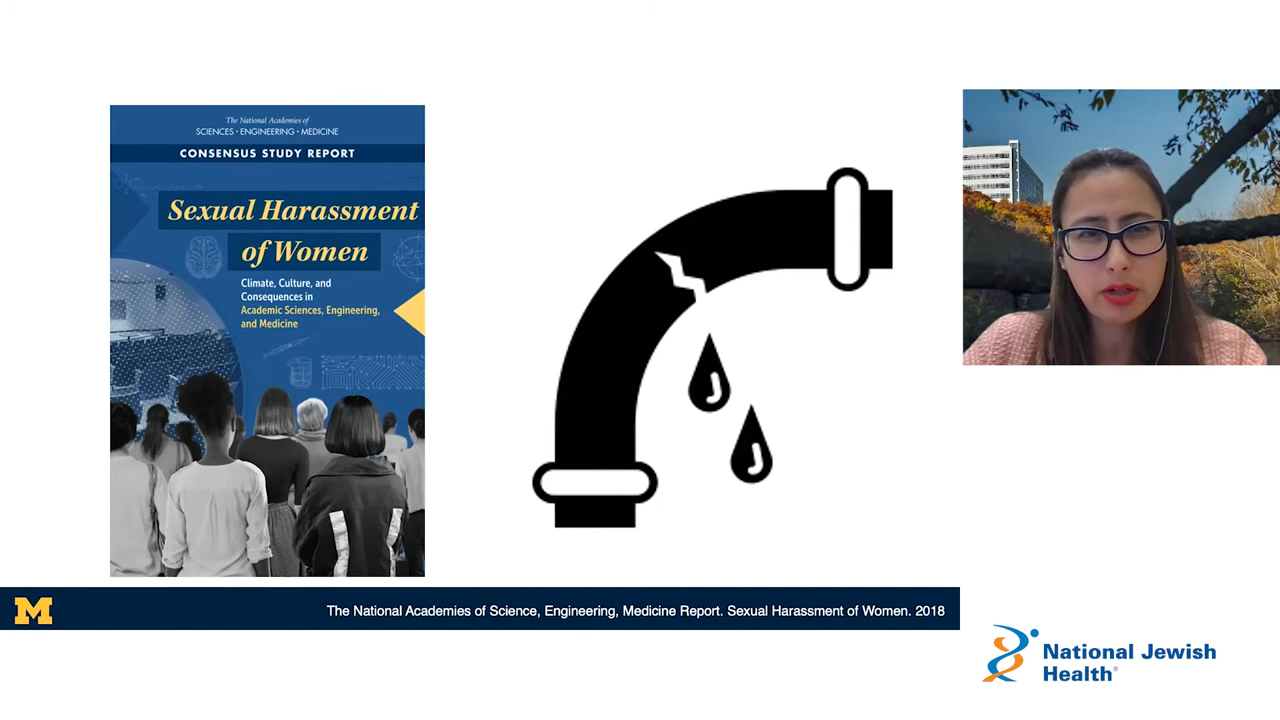 The National Academies of
SCIENCES • ENGINEERING • MEDICINE
CONSENSUS STUDY REPORT
Sexual Harassment
of Women
Climate, Culture, and
Consequences in
Academic Sciences, Engineering,
and Medicine
M
The National Academies of Science, Engineering, Medicine Report. Sexual Harassment of Women. 2018
National Jewish
Health®